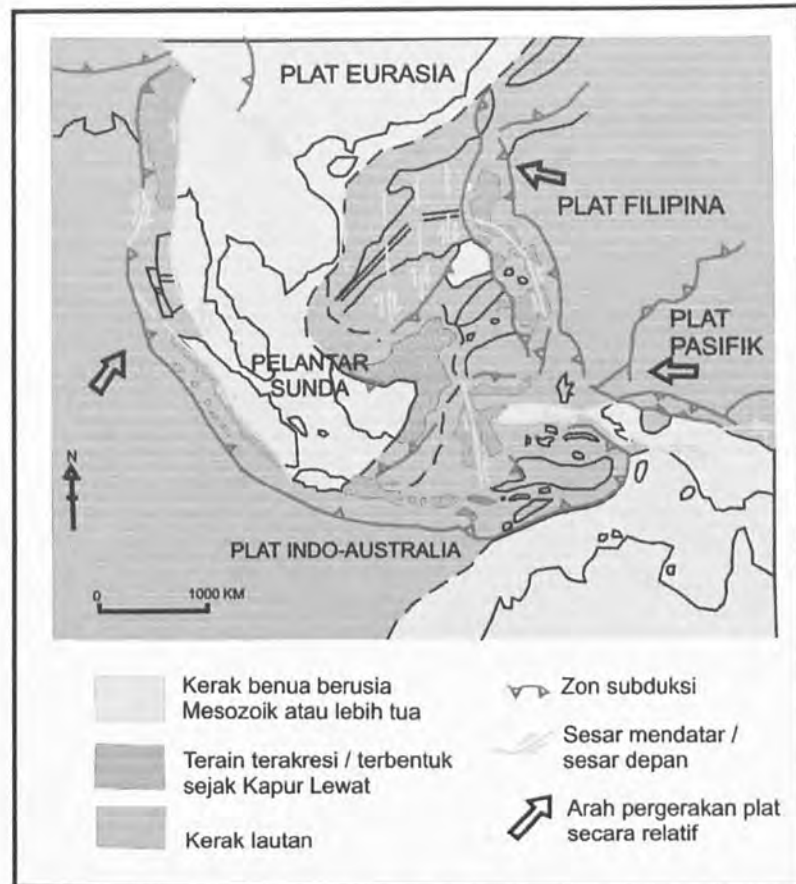 PLAT EURASIA
PLAT FILIPINA
PLAT
PASIFIK
PELANTAR
SUNDA
N
PLAT INDO-AUSTRALIA
0 1000 KM
Kerak benua berusia
Mesozoik atau lebih tua
Terain terakresi / terbentuk
sejak Kapur Lewat
Kerak lautan
Zon subduksi
Sesar mendatar /
sesar depan
Arah pergerakan plat
secara relatif